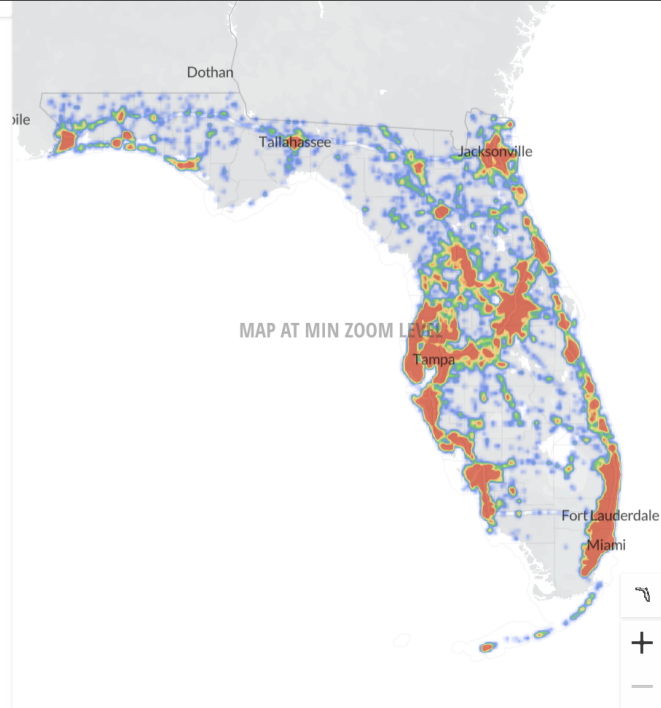 Dothan
bile
Tallahassee
Jacksonville
MAP AT MIN ZOOM LEVEL
Tampa
Fort Lauderdale
Miami
+
−